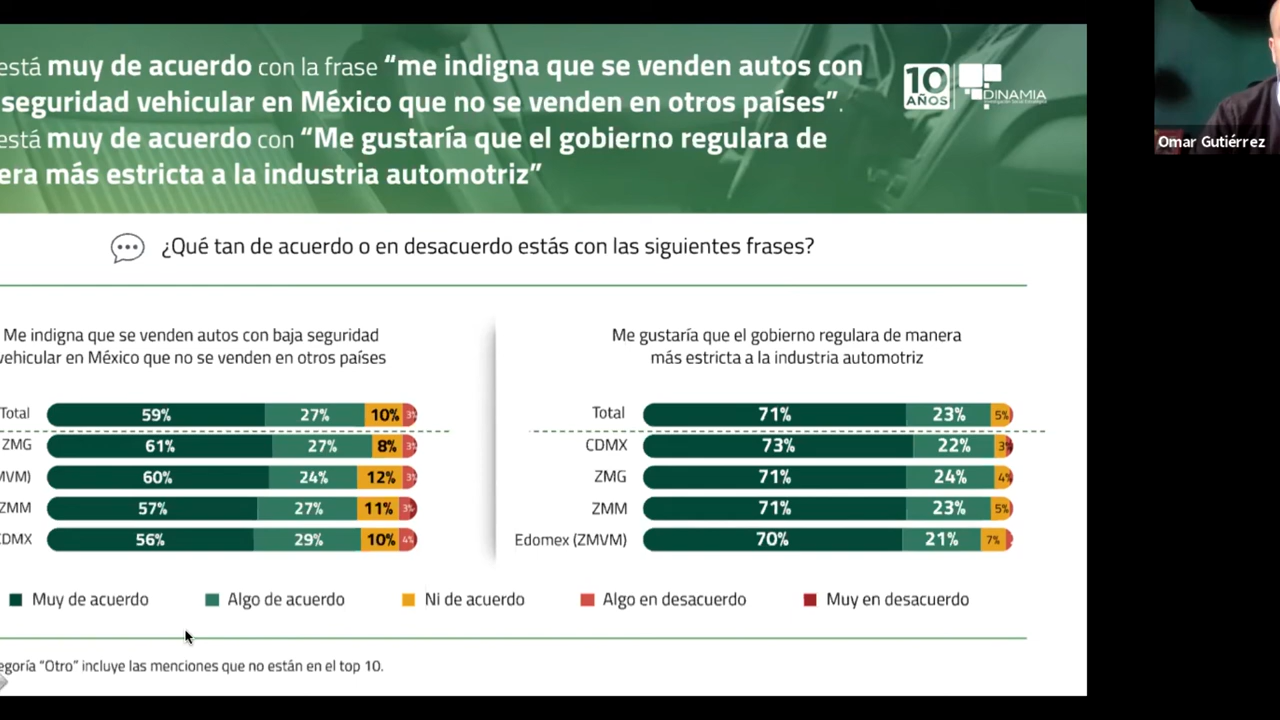 está muy de acuerdo con la frase “me indigna que se venden autos con
seguridad vehicular en México que no se venden en otros países”.
está muy de acuerdo con “Me gustaría que el gobierno regulara de
era más estricta a la industria automotriz”
10 AÑOS
DINAMIA
Omar Gutiérrez
¿Qué tan de acuerdo o en desacuerdo estás con las siguientes frases?
Me indigna que se venden autos con baja seguridad
vehicular en México que no se venden en otros países
Total 59% 27% 10% 3%
ZMG 61% 27% 8% 3%
MVM) 60% 24% 12% 3%
ZMM 57% 27% 11% 3%
CDMX 56% 29% 10% 4%
Me gustaría que el gobierno regulara de manera
más estricta a la industria automotriz
Total 71% 23% 5%
CDMX 73% 22% 3%
ZMG 71% 24% 4%
ZMM 71% 23% 5%
Edomex (ZMVM) 70% 21% 7%
Muy de acuerdo Algo de acuerdo Ni de acuerdo Algo en desacuerdo Muy en desacuerdo
egoría “Otro” incluye las menciones que no están en el top 10.